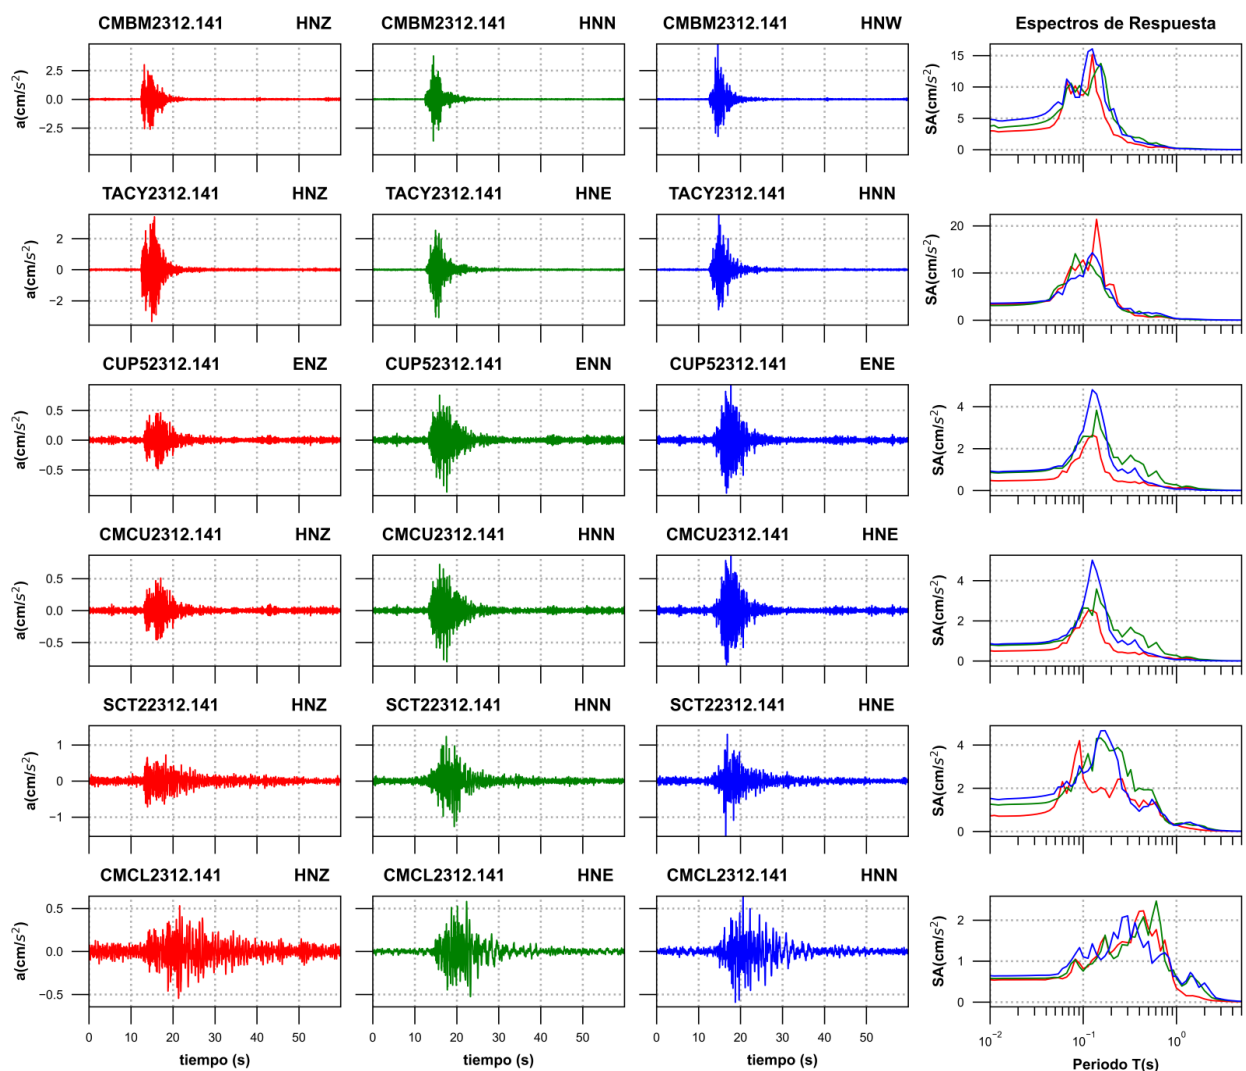 CMBM2312.141 HNZ CMBM2312.141 HNN CMBM2312.141 HNW Espectros de Respuesta
a(cm/s²) 2.5 0.0 −2.5 SA(cm/s²) 15 10 5 0
TACY2312.141 HNZ TACY2312.141 HNE TACY2312.141 HNN
a(cm/s²) 2 0 −2 SA(cm/s²) 20 10 0
CUP52312.141 ENZ CUP52312.141 ENN CUP52312.141 ENE
a(cm/s²) 0.5 0.0 −0.5 SA(cm/s²) 4 2 0
CMCU2312.141 HNZ CMCU2312.141 HNN CMCU2312.141 HNE
a(cm/s²) 0.5 0.0 −0.5 SA(cm/s²) 4 2 0
SCT22312.141 HNZ SCT22312.141 HNN SCT22312.141 HNE
a(cm/s²) 1 0 −1 SA(cm/s²) 4 2 0
CMCL2312.141 HNZ CMCL2312.141 HNE CMCL2312.141 HNN
a(cm/s²) 0.5 0.0 −0.5 SA(cm/s²) 2 1 0
0 10 20 30 50 0 10 20 30 50 0 10 20 30 40 50 10⁻² 10⁻¹ 10⁰
tiempo (s) tiempo (s) tiempo (s) Periodo T(s)